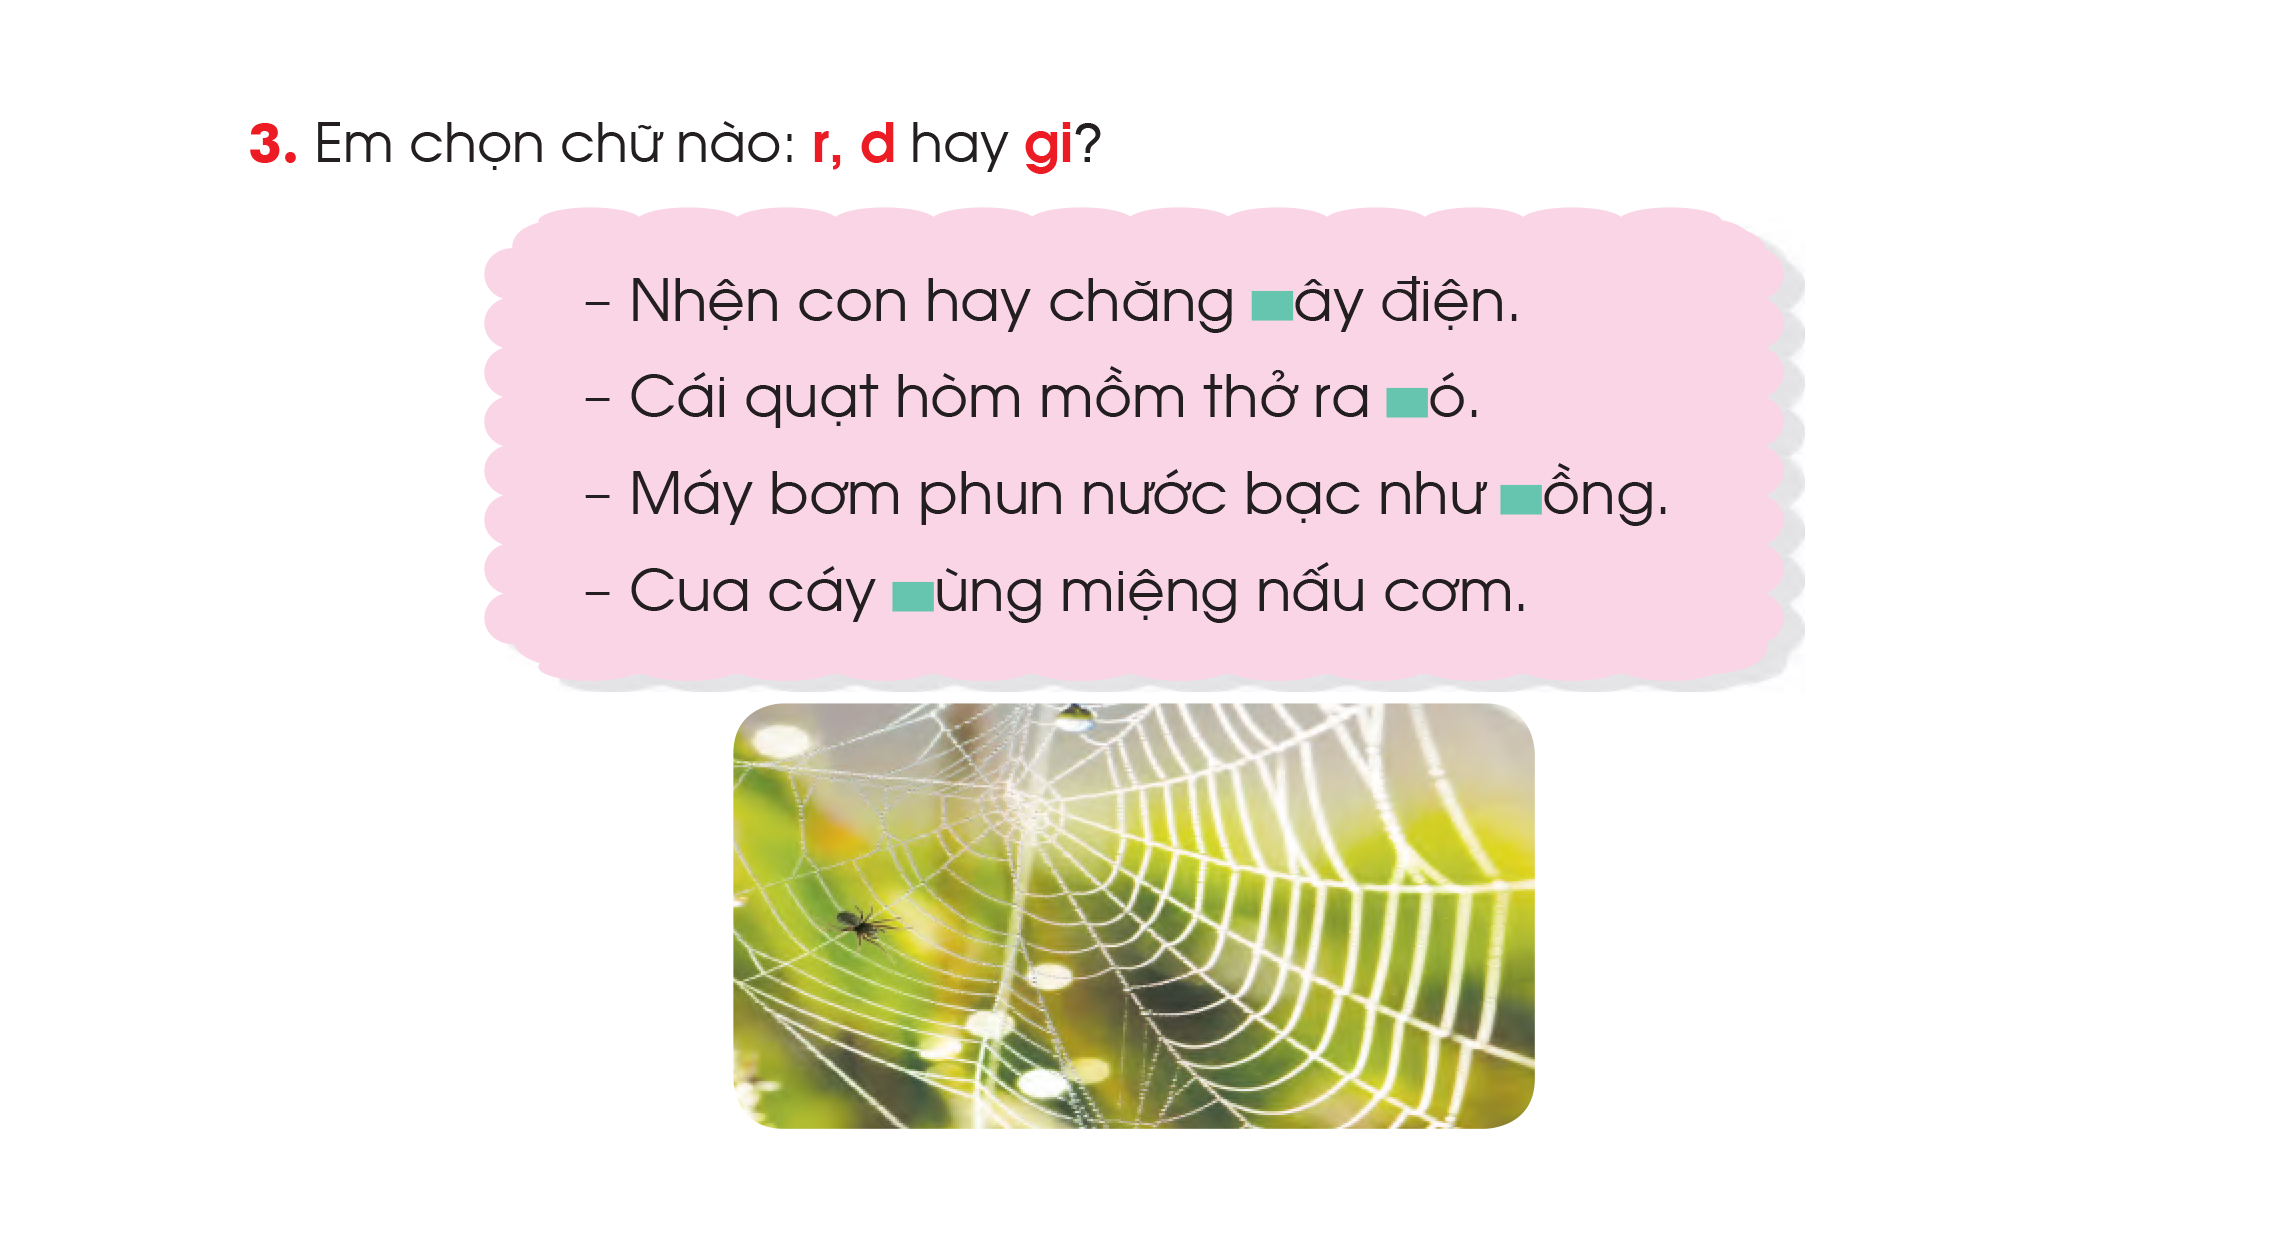 3. Em chọn chữ nào: r, d hay gi?
– Nhện con hay chăng ây điện.
– Cái quạt hòm mồm thở ra ó.
– Máy bơm phun nước bạc như ồng.
– Cua cáy ùng miệng nấu cơm.